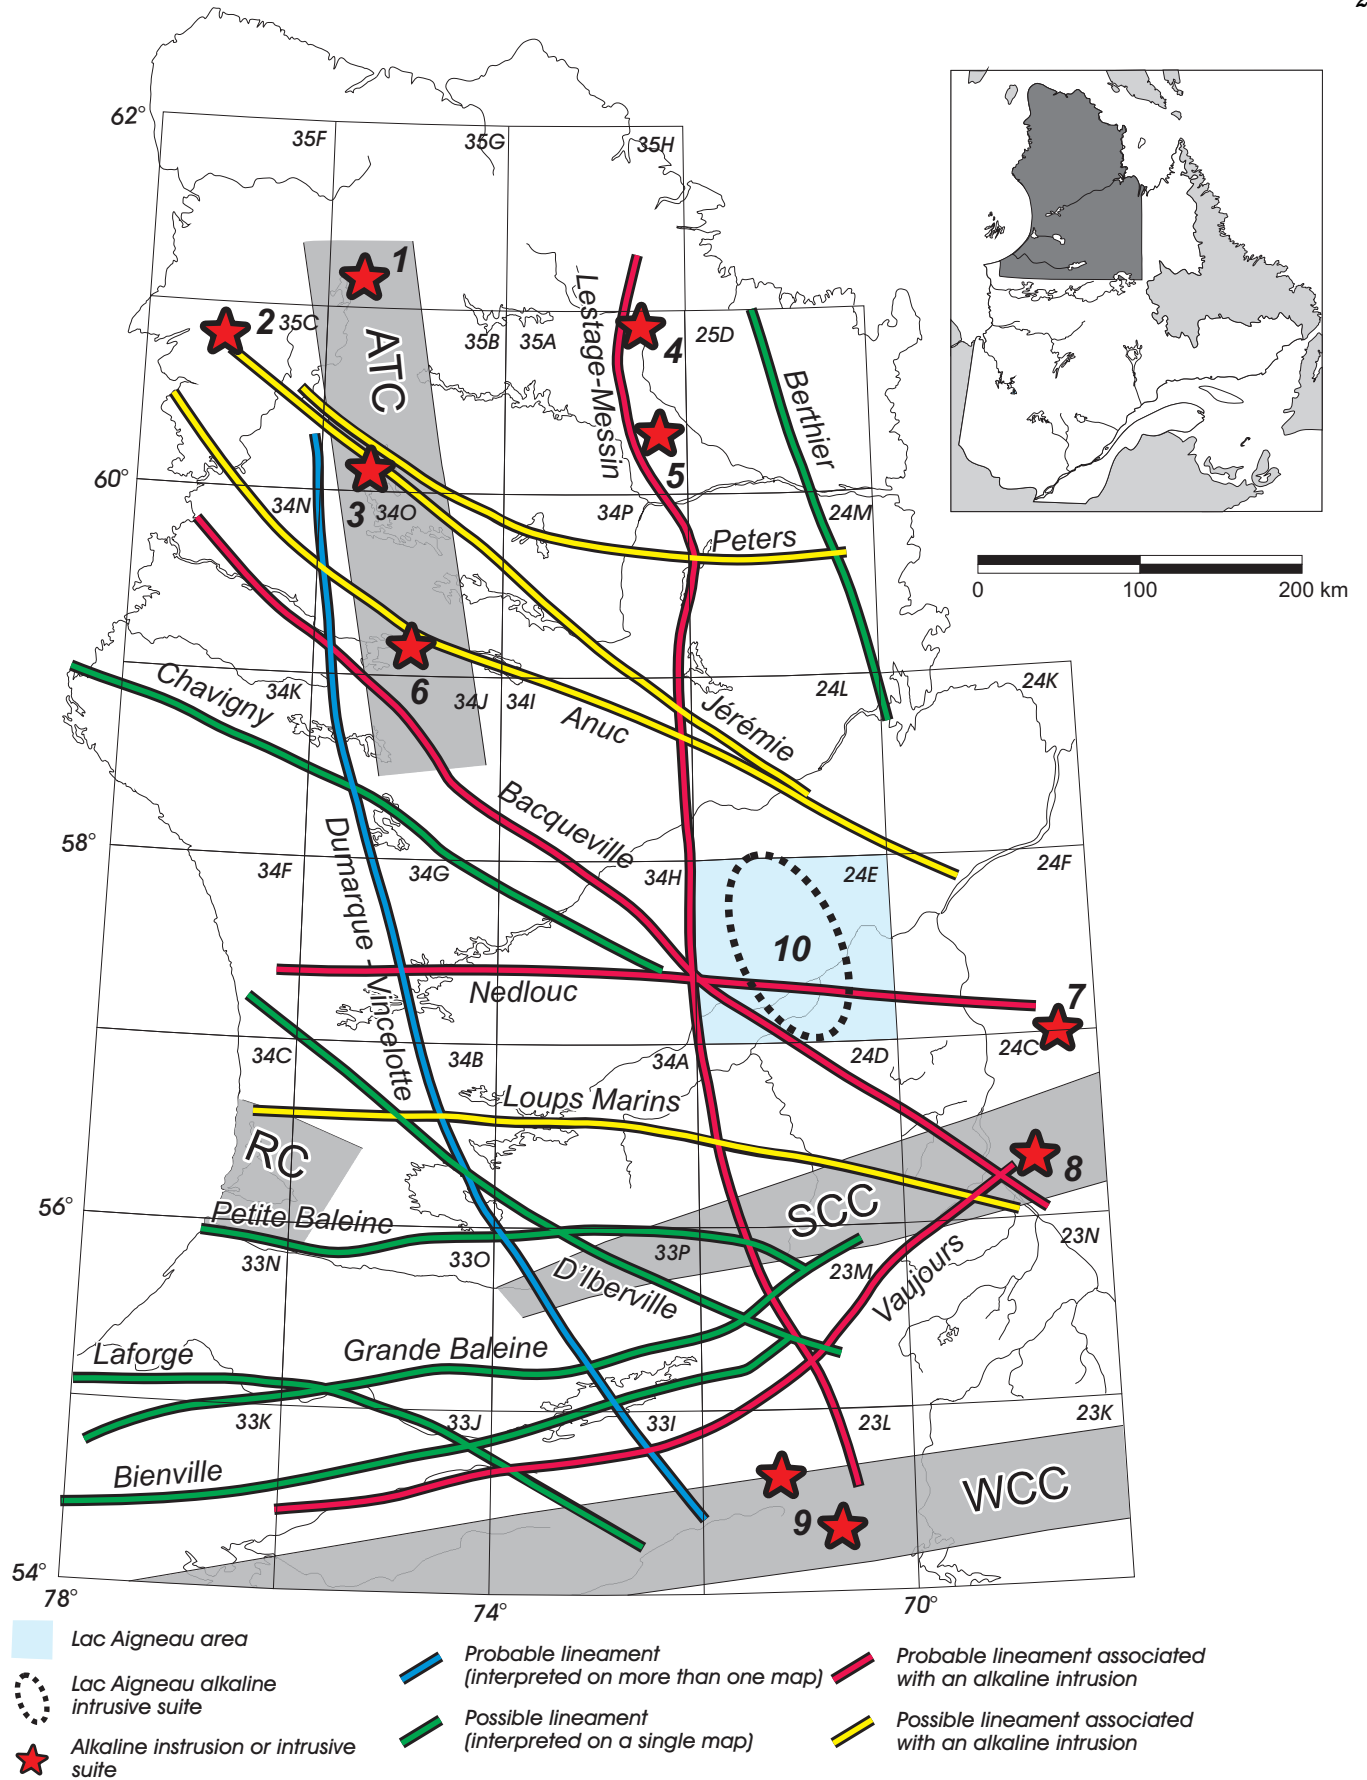 2
62°
35F
35G
35H
1
2
35C
ATC
35B
35A
Lestage-Messin
4
25D
Berthier
5
60°
34N
3
34O
34P
24M
Peters
0
100
200 km
Chavigny
34K
6
34J
34I
Anuc
Jérémie
24L
24K
58°
34F
Dumarque - Vincelotte
34G
Bacqueville
34H
24E
24F
10
Nedlouc
7
34C
34B
34A
24D
24C
Loups Marins
RC
8
56°
Petite Baleine
SCC
33N
33O
33P
D'Iberville
23M
Vaujours
23N
Laforge
Grande Baleine
33K
33J
33I
23L
23K
Bienville
WCC
9
54°
78°
74°
70°
Lac Aigneau area
Lac Aigneau alkaline
intrusive suite
Alkaline instrusion or intrusive
suite
Probable lineament
(interpreted on more than one map)
Possible lineament
(interpreted on a single map)
Probable lineament associated
with an alkaline intrusion
Possible lineament associated
with an alkaline intrusion